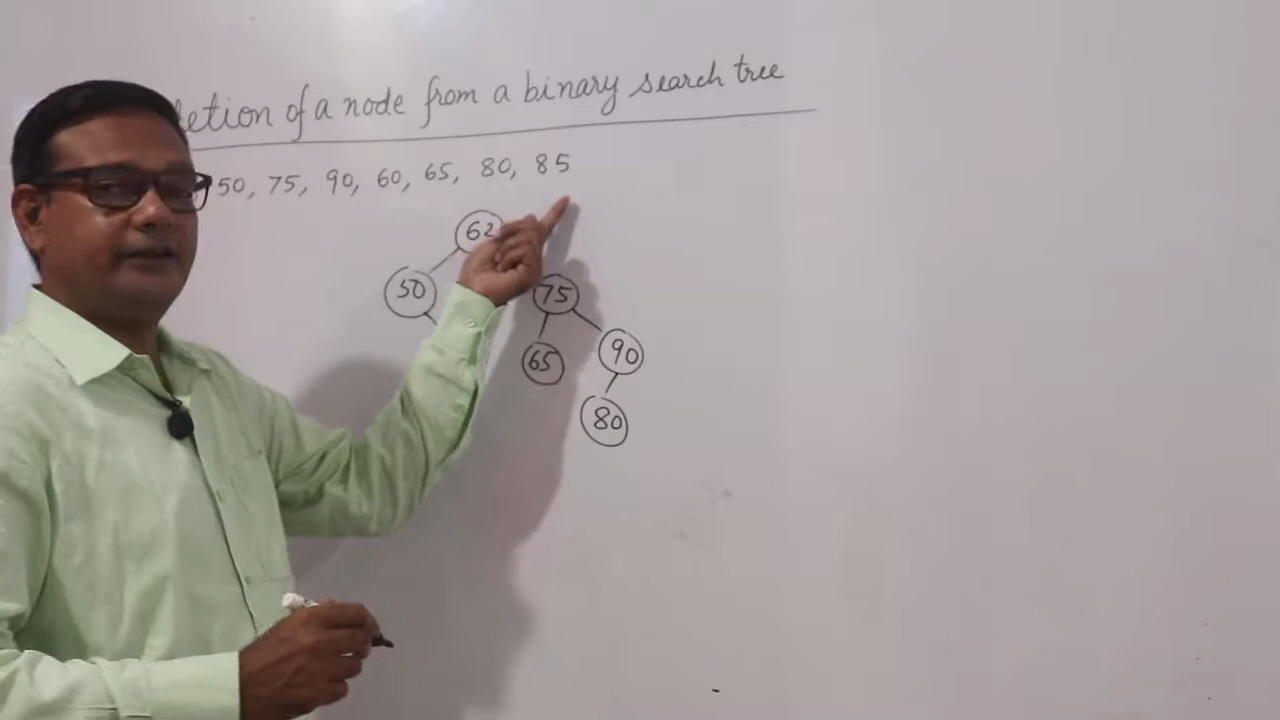 etion of a node from a binary search tree
50, 75, 90, 60, 65, 80, 85
62
50 75
65 90
80